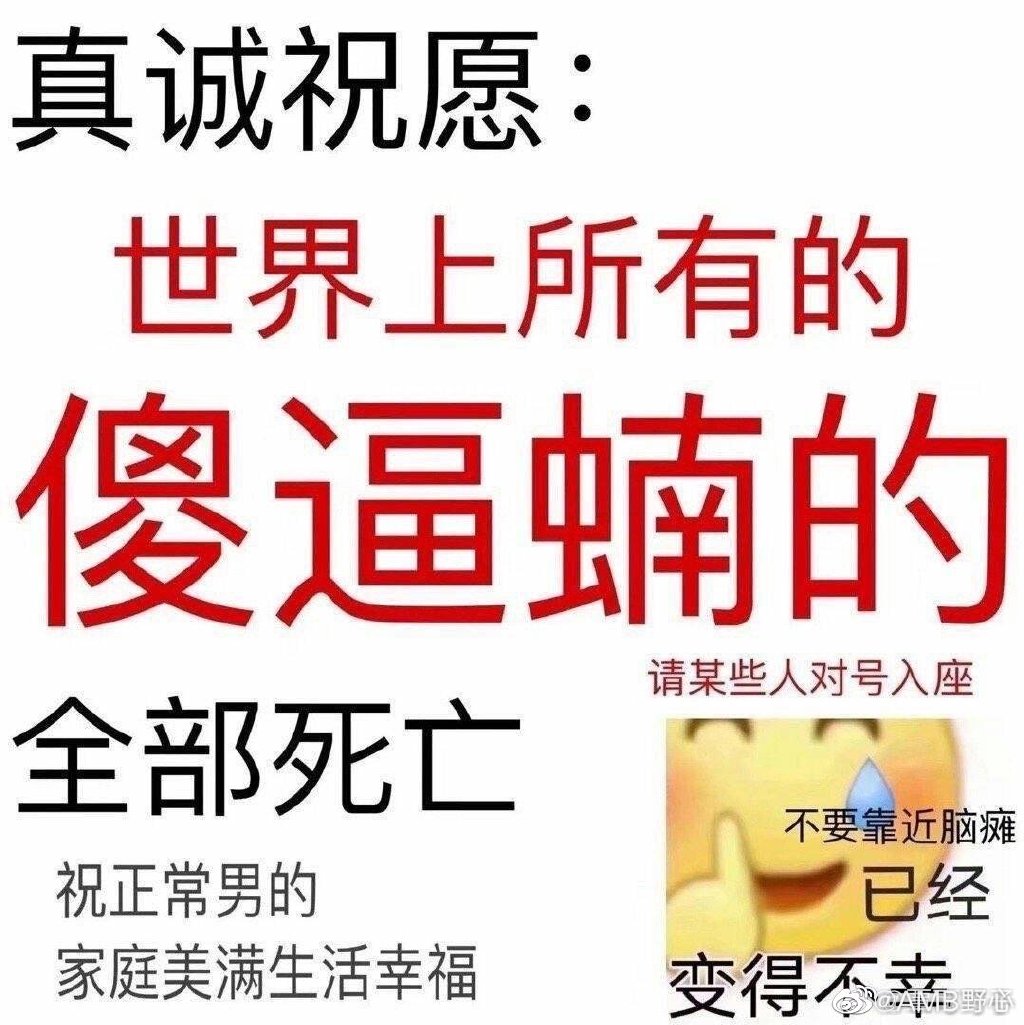 真诚祝愿：
世界上所有的
傻逼蝻的
请某些人对号入座
全部死亡
祝正常男的
家庭美满生活幸福
不要靠近脑瘫
已经
变得不幸
@AMB野心